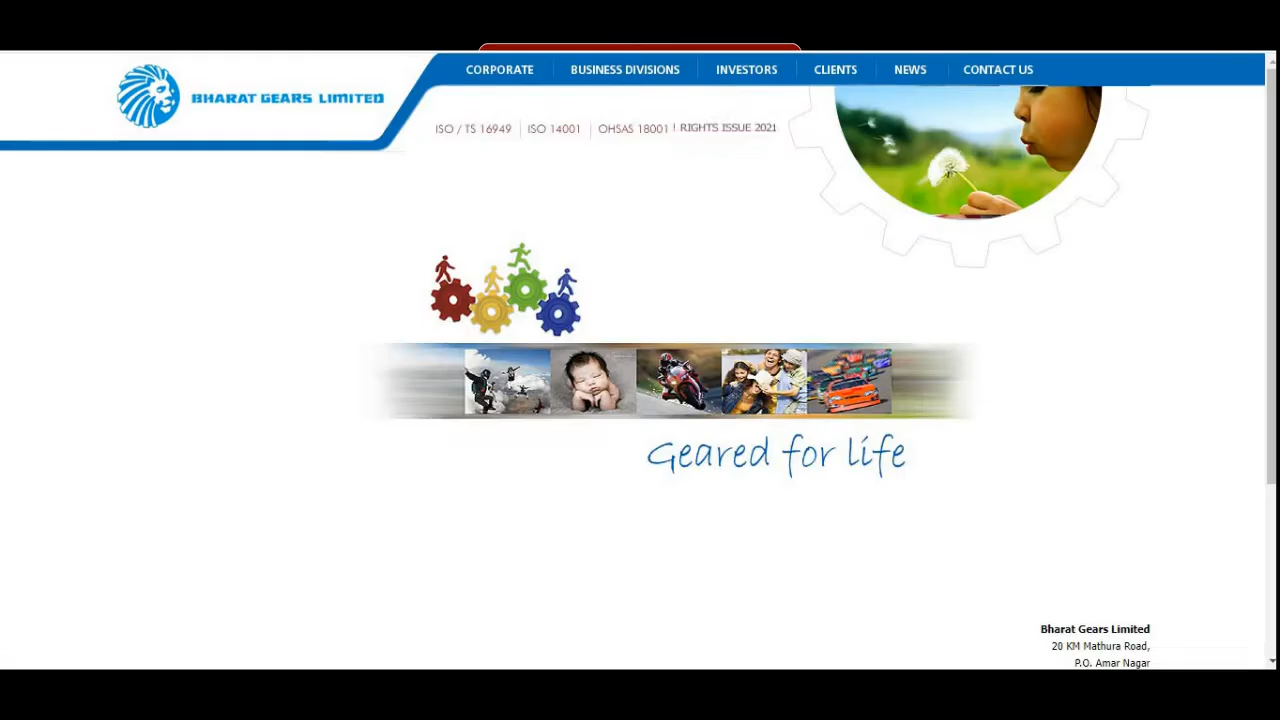 CORPORATE BUSINESS DIVISIONS INVESTORS CLIENTS NEWS CONTACT US
BHARAT GEARS LIMITED
ISO / TS 16949 ISO 14001 OHSAS 18001 RIGHTS ISSUE 2021
Geared for life
Bharat Gears Limited
20 KM Mathura Road,
P.O. Amar Nagar